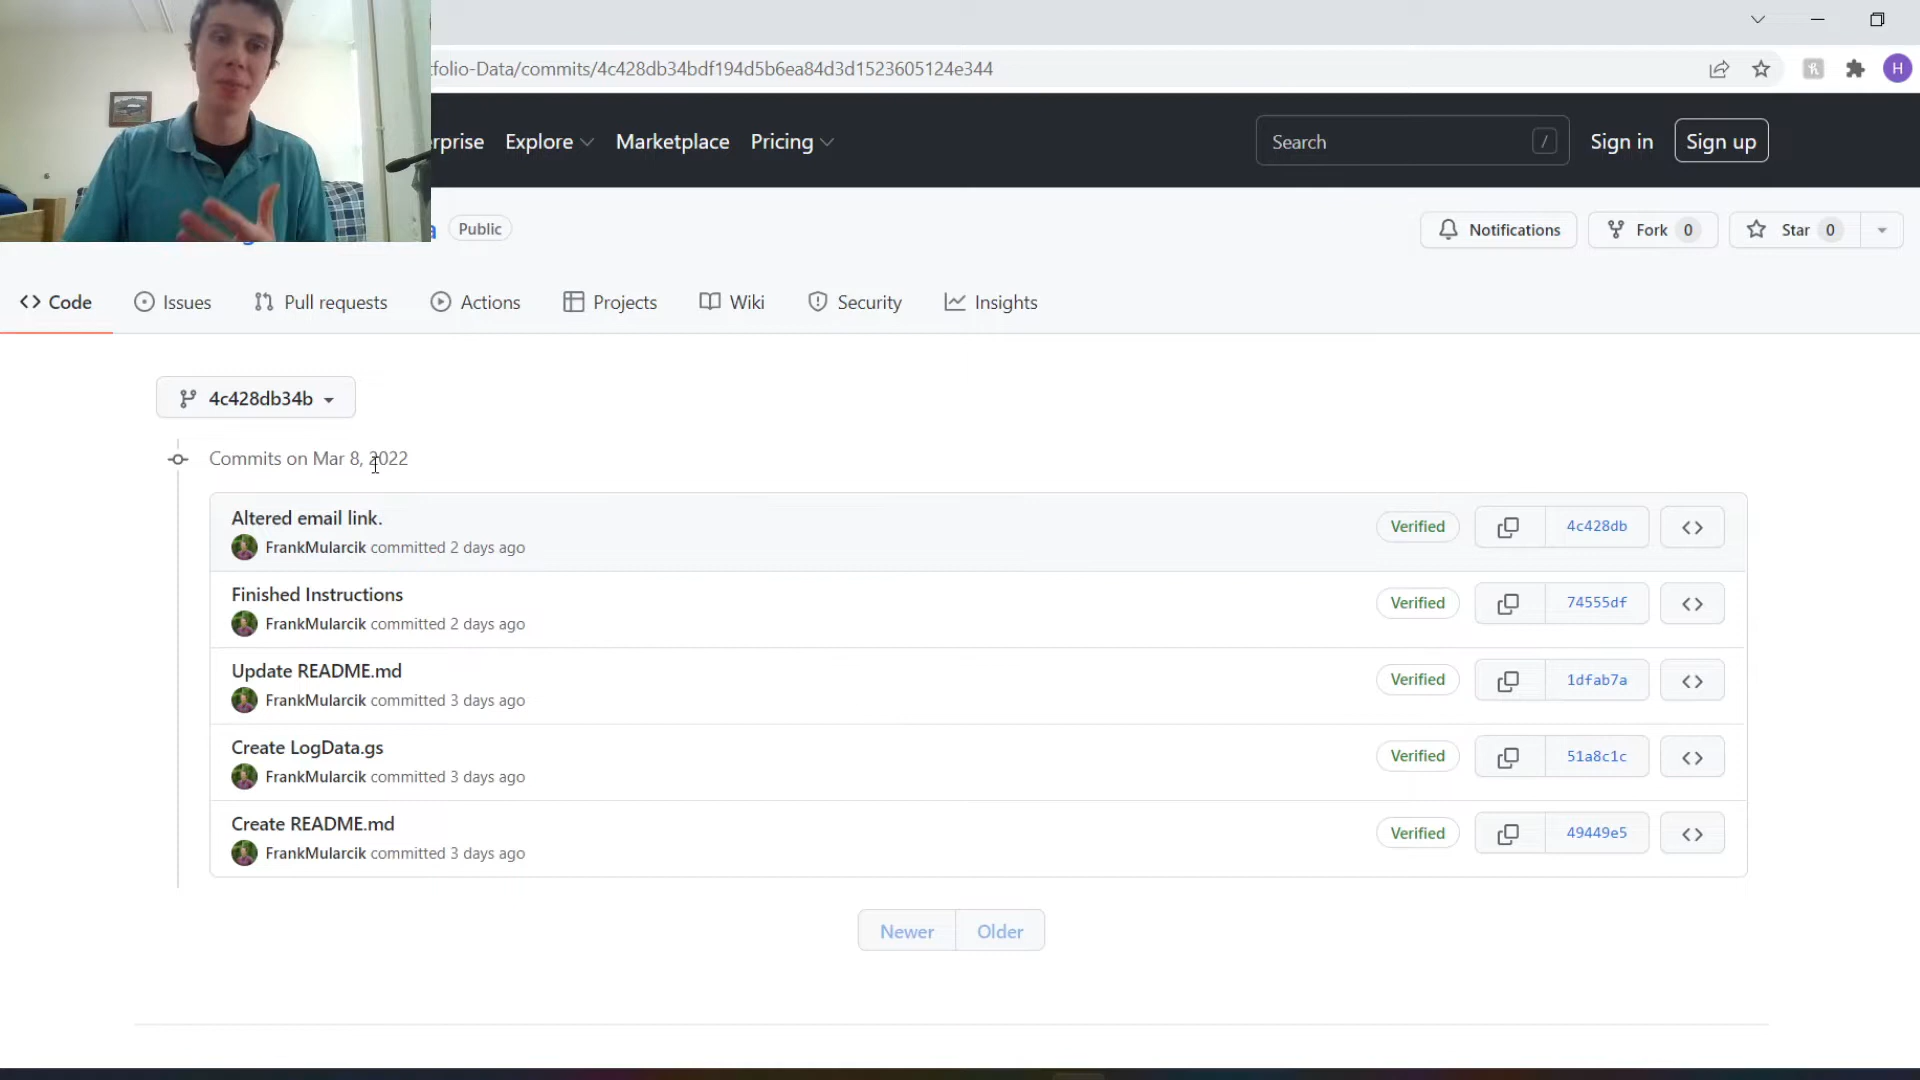 folio-Data/commits/4c428db34bdf194d5b6ea84d3d1523605124e344
H
rprise Explore Marketplace Pricing
Search / Sign in Sign up
a Public
Notifications Fork 0 Star 0
Code Issues Pull requests Actions Projects Wiki Security Insights
4c428db34b
Commits on Mar 8, 2022
Altered email link.
FrankMularcik committed 2 days ago
Verified 4c428db
Finished Instructions
FrankMularcik committed 2 days ago
Verified 74555df
Update README.md
FrankMularcik committed 3 days ago
Verified 1dfab7a
Create LogData.gs
FrankMularcik committed 3 days ago
Verified 51a8c1c
Create README.md
FrankMularcik committed 3 days ago
Verified 49449e5
Newer Older